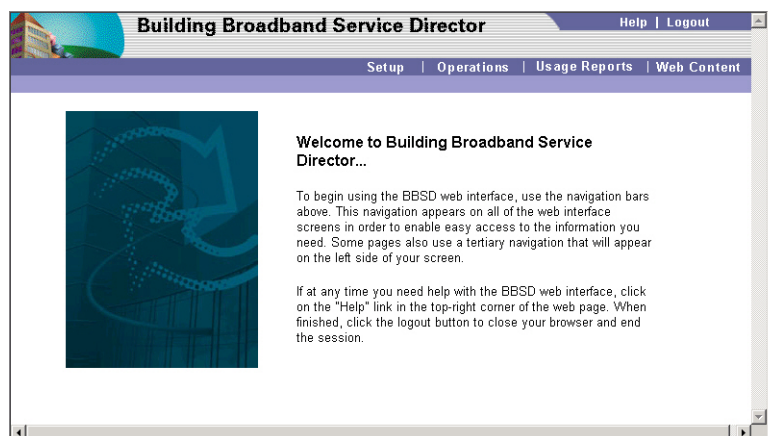 Building Broadband Service Director
Help | Logout
Setup | Operations | Usage Reports | Web Content
Welcome to Building Broadband Service
Director...
To begin using the BBSD web interface, use the navigation bars
above. This navigation appears on all of the web interface
screens in order to enable easy access to the information you
need. Some pages also use a tertiary navigation that will appear
on the left side of your screen.
If at any time you need help with the BBSD web interface, click
on the "Help" link in the top-right corner of the web page. When
finished, click the logout button to close your browser and end
the session.